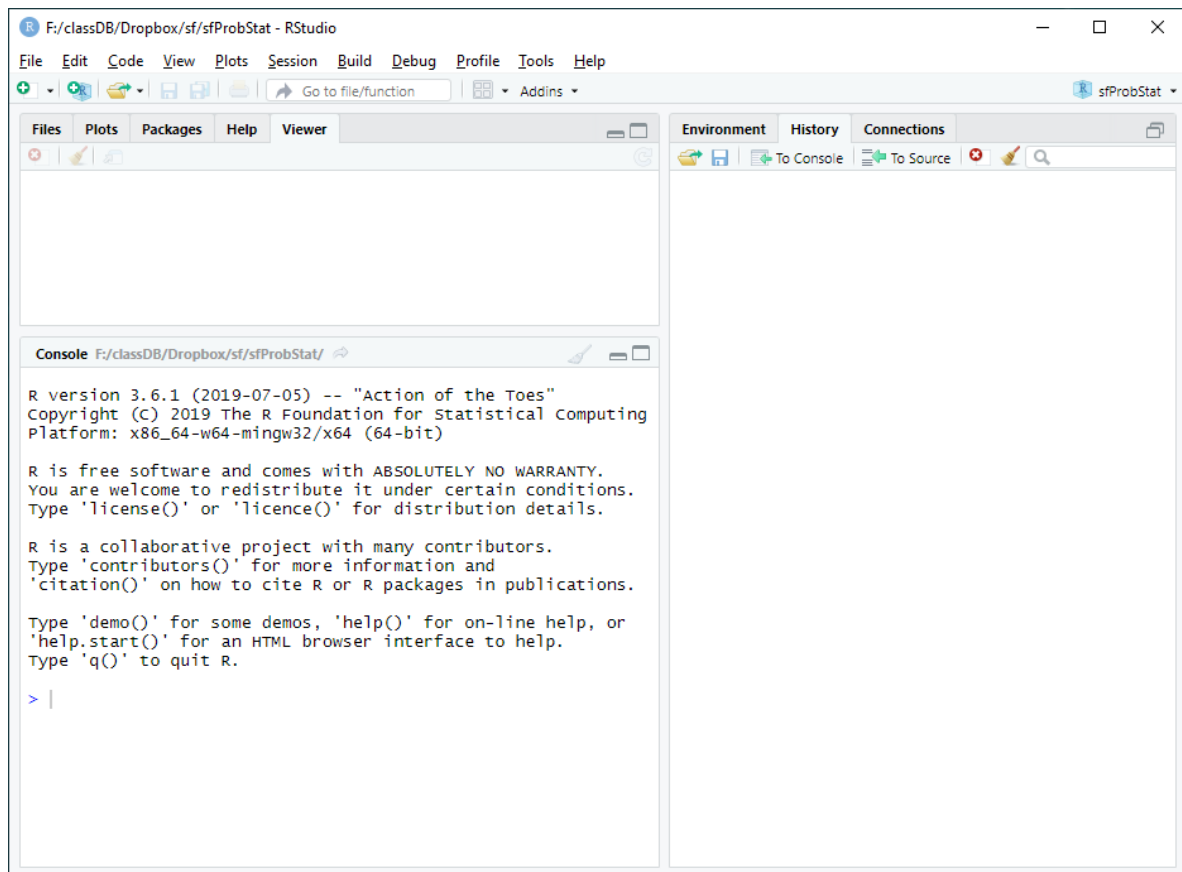 F:/classDB/Dropbox/sf/sfProbStat - RStudio
File Edit Code View Plots Session Build Debug Profile Tools Help
Go to file/function Addins sfProbStat
Files Plots Packages Help Viewer
Environment History Connections
To Console To Source
Console F:/classDB/Dropbox/sf/sfProbStat/
R version 3.6.1 (2019-07-05) -- "Action of the Toes"
Copyright (C) 2019 The R Foundation for Statistical Computing
Platform: x86_64-w64-mingw32/x64 (64-bit)
R is free software and comes with ABSOLUTELY NO WARRANTY.
You are welcome to redistribute it under certain conditions.
Type 'license()' or 'licence()' for distribution details.
R is a collaborative project with many contributors.
Type 'contributors()' for more information and
'citation()' on how to cite R or R packages in publications.
Type 'demo()' for some demos, 'help()' for on-line help, or
'help.start()' for an HTML browser interface to help.
Type 'q()' to quit R.
>